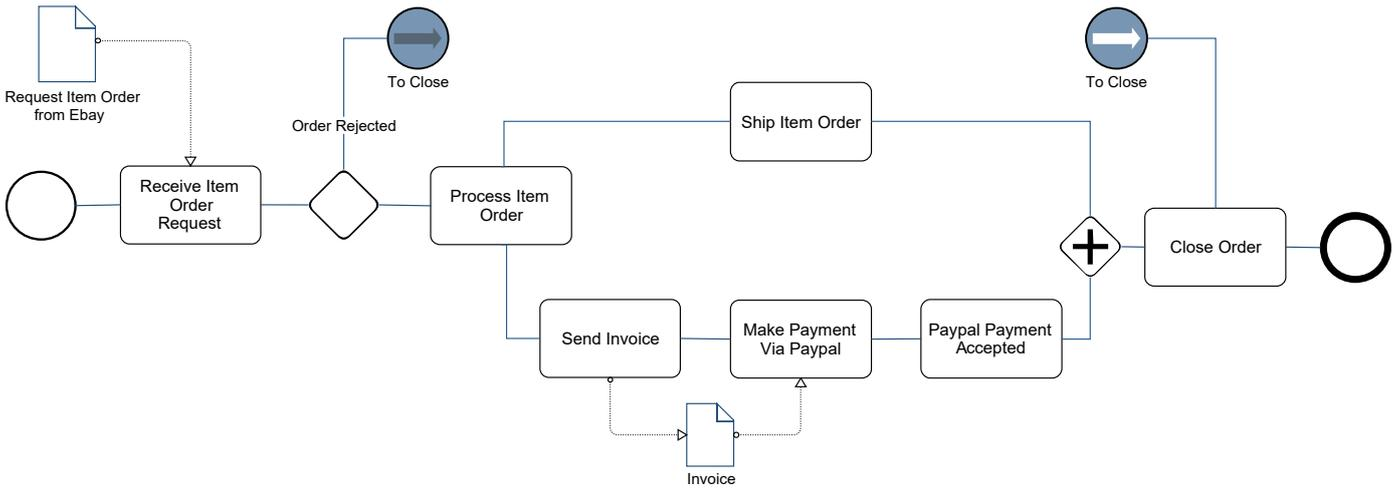 Request Item Order
from Ebay
To Close
Order Rejected
Receive Item
Order
Request
Process Item
Order
Ship Item Order
Send Invoice
Make Payment
Via Paypal
Paypal Payment
Accepted
Invoice
To Close
Close Order